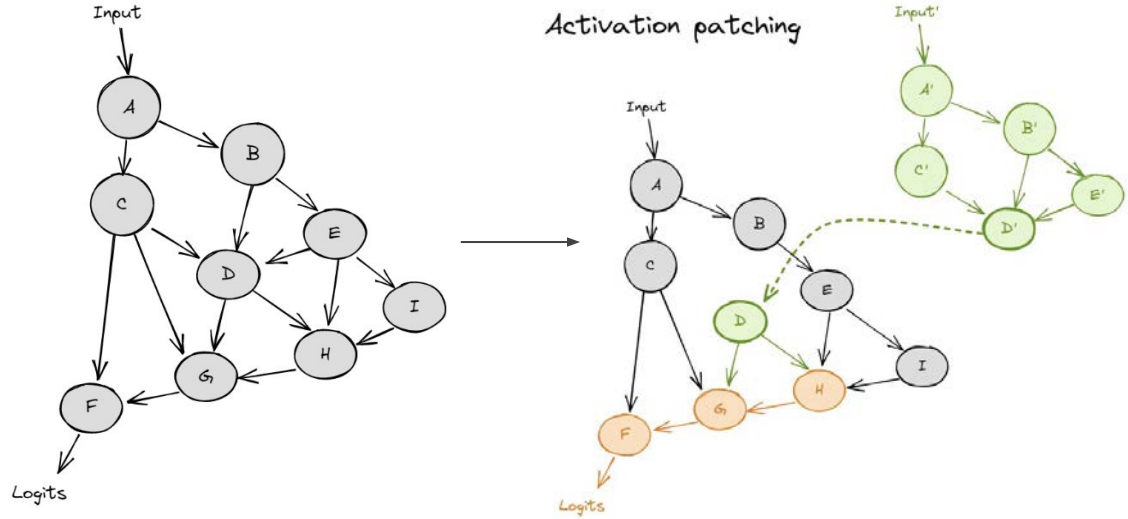 Input
A
B
C
E
D
I
H
G
F
Logits
Activation patching
Input'
A'
B'
C'
E'
D'
Input
A
B
C
E
D
I
H
G
F
Logits